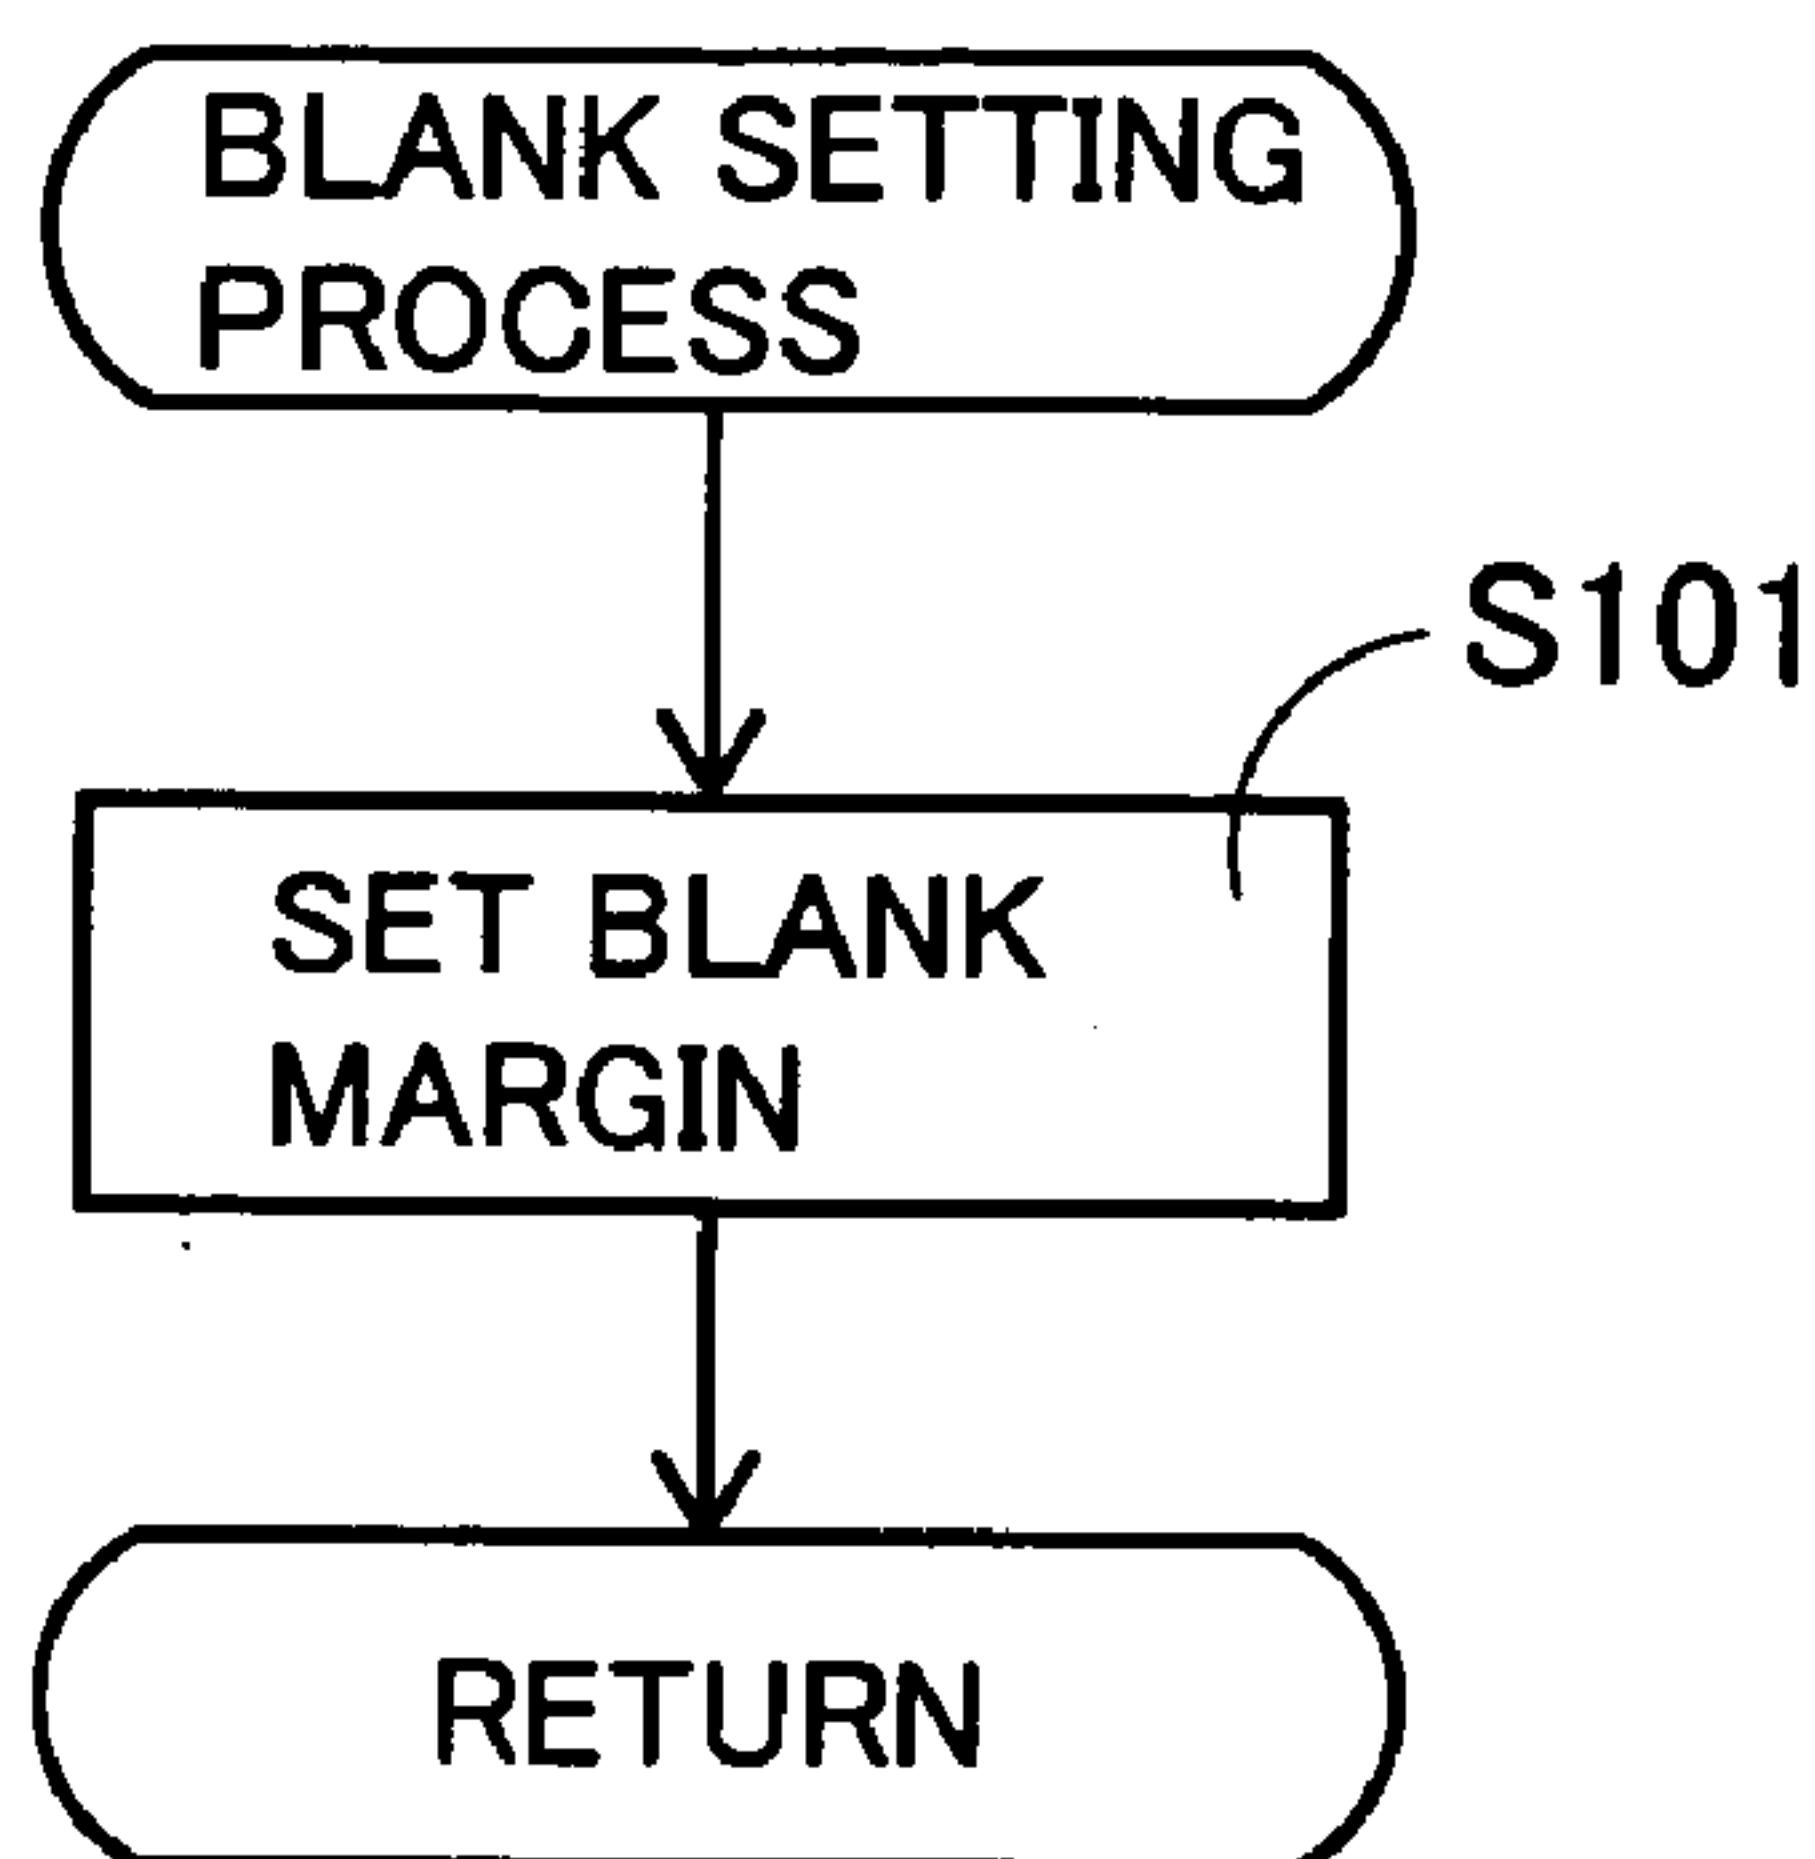 BLANK SETTING
PROCESS
S101
SET BLANK
MARGIN
RETURN